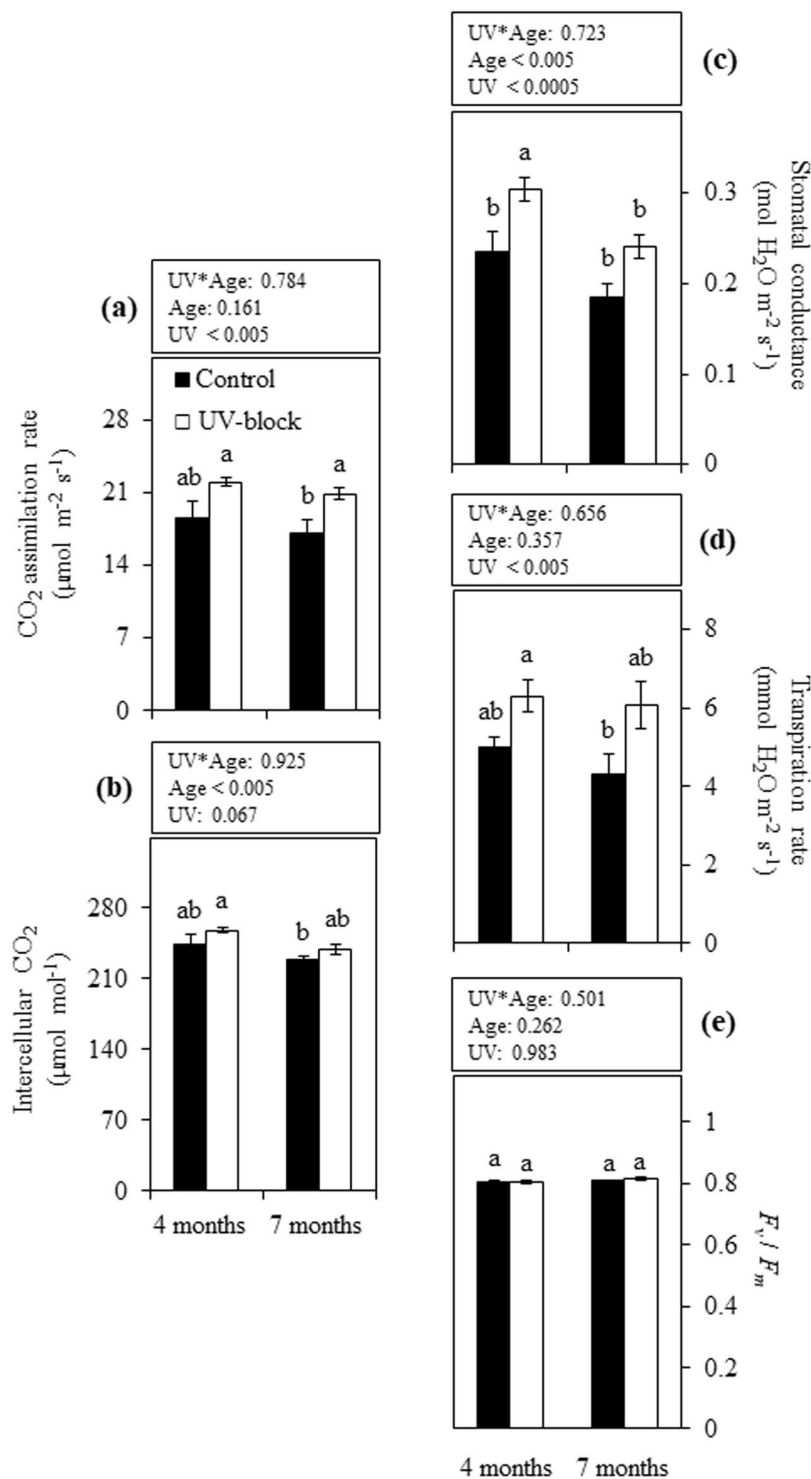 (a)
UV*Age: 0.784
Age: 0.161
UV < 0.005
Control
UV-block
CO₂ assimilation rate
(μmol m⁻² s⁻¹)
28
21
14
7
0
ab
a
b
a
(b)
UV*Age: 0.925
Age < 0.005
UV: 0.067
Intercellular CO₂
(μmol mol⁻¹)
280
210
140
70
0
ab
a
b
ab
4 months
7 months
UV*Age: 0.723
Age < 0.005
UV < 0.0005
(c)
Stomatal conductance
(mol H₂O m⁻² s⁻¹)
0.3
0.2
0.1
0
b
a
b
b
UV*Age: 0.656
Age: 0.357
UV < 0.005
(d)
Transpiration rate
(mmol H₂O m⁻² s⁻¹)
8
6
4
2
0
ab
a
b
ab
UV*Age: 0.501
Age: 0.262
UV: 0.983
(e)
Fᵥ / Fₘ
1
0.8
0.6
0.4
0.2
0
a
a
a
a
4 months
7 months